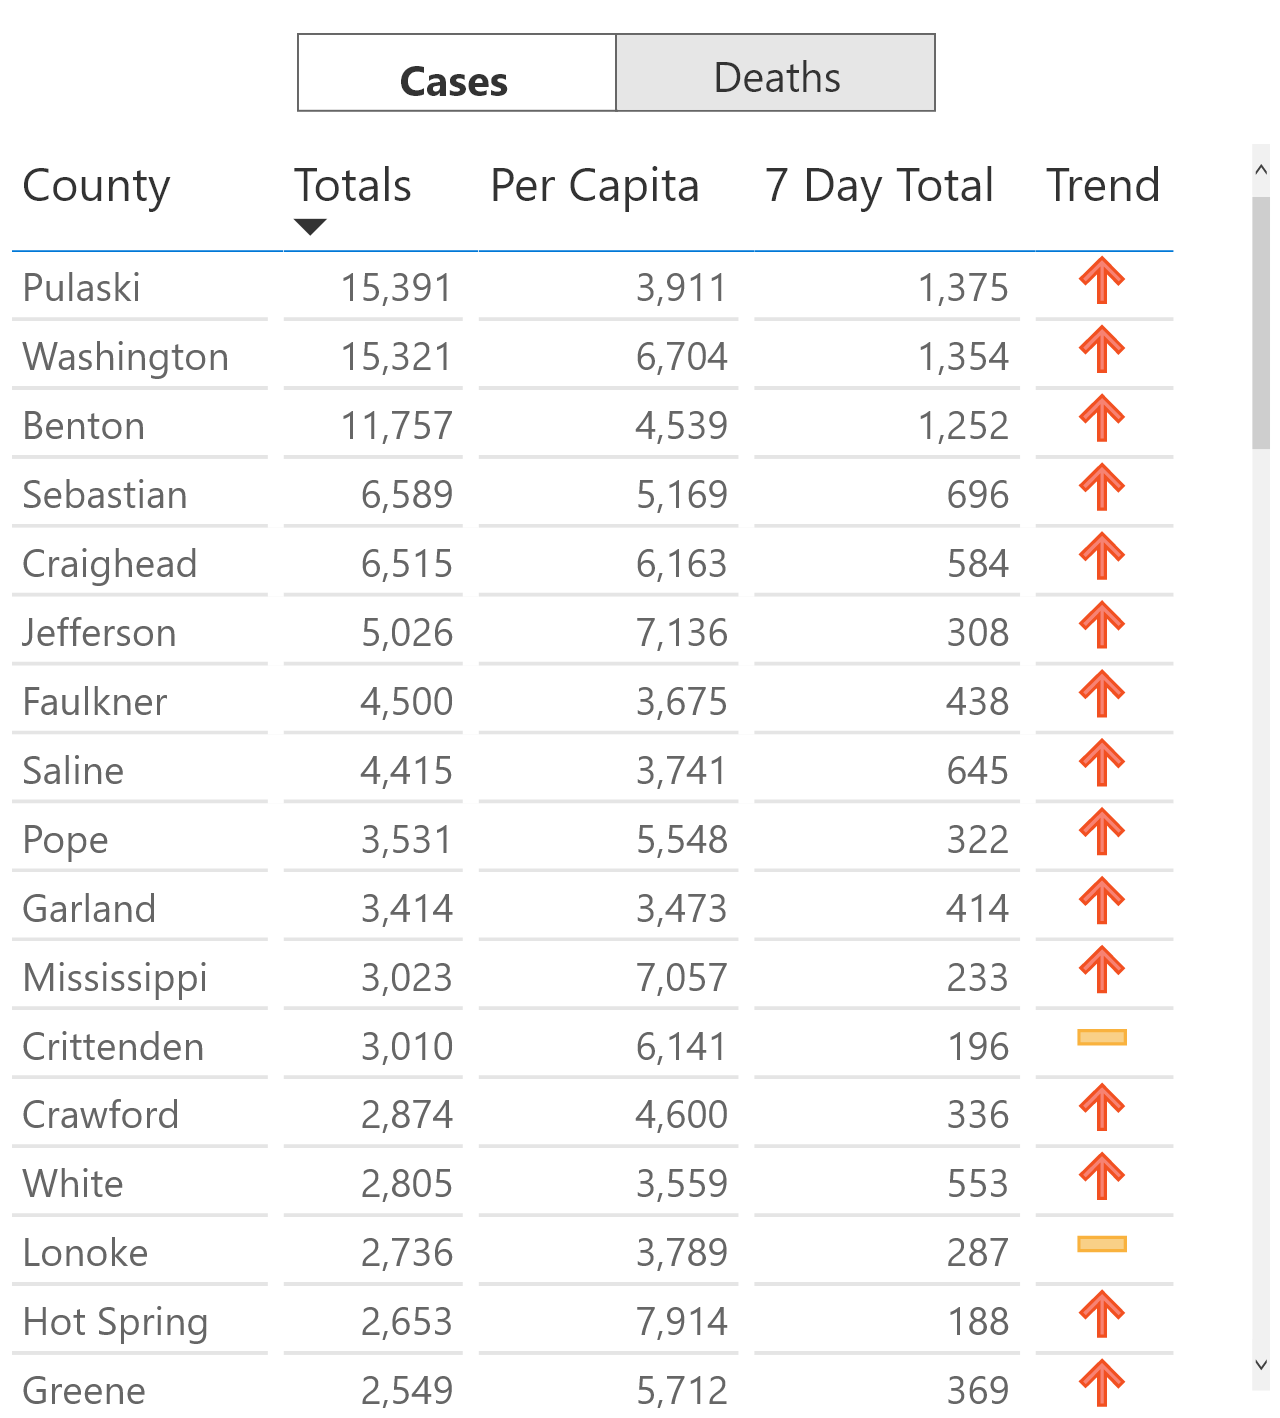 Cases Deaths
County Totals Per Capita 7 Day Total Trend
Pulaski 15,391 3,911 1,375
Washington 15,321 6,704 1,354
Benton 11,757 4,539 1,252
Sebastian 6,589 5,169 696
Craighead 6,515 6,163 584
Jefferson 5,026 7,136 308
Faulkner 4,500 3,675 438
Saline 4,415 3,741 645
Pope 3,531 5,548 322
Garland 3,414 3,473 414
Mississippi 3,023 7,057 233
Crittenden 3,010 6,141 196
Crawford 2,874 4,600 336
White 2,805 3,559 553
Lonoke 2,736 3,789 287
Hot Spring 2,653 7,914 188
Greene 2,549 5,712 369